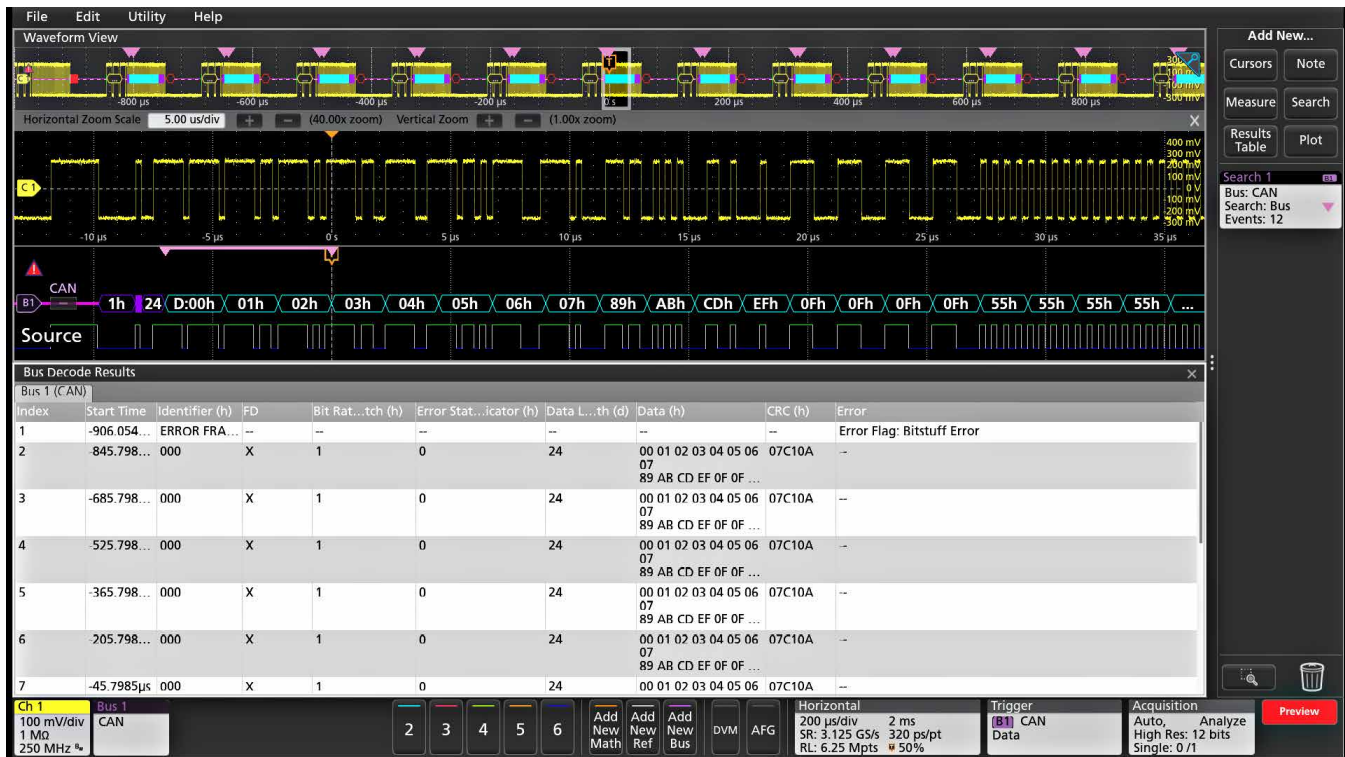 File Edit Utility Help
Waveform View
Add New...
Cursors Note
Measure Search
Results Table Plot
-800 µs -600 µs -400 µs -200 µs 0 s 200 µs 400 µs 600 µs 800 µs
Horizontal Zoom Scale 5.00 us/div + — (40.00x zoom) Vertical Zoom + — (1.00x zoom) X
400 mV
300 mV
200 mV
100 mV
0 V
-100 mV
-200 mV
-300 mV
C 1
-10 µs -5 µs 0 s 5 µs 10 µs 15 µs 20 µs 25 µs 30 µs 35 µs
Search 1 B1
Bus: CAN
Search: Bus
Events: 12
CAN
B1 1h 24 D:00h 01h 02h 03h 04h 05h 06h 07h 89h ABh CDh EFh 0Fh 0Fh 0Fh 0Fh 55h 55h 55h 55h ...
Source
Bus Decode Results
Bus 1 (CAN)
Index Start Time Identifier (h) FD Bit Rat...tch (h) Error Stat...icator (h) Data L...th (d) Data (h) CRC (h) Error
1 -906.054... ERROR FRA... -- -- -- -- -- -- Error Flag: Bitstuff Error
2 -845.798... 000 X 1 0 24 00 01 02 03 04 05 06 07C10A --
07
89 AB CD EF 0F 0F ...
3 -685.798... 000 X 1 0 24 00 01 02 03 04 05 06 07C10A --
07
89 AB CD EF 0F 0F ...
4 -525.798... 000 X 1 0 24 00 01 02 03 04 05 06 07C10A --
07
89 AB CD EF 0F 0F ...
5 -365.798... 000 X 1 0 24 00 01 02 03 04 05 06 07C10A --
07
89 AB CD EF 0F 0F ...
6 -205.798... 000 X 1 0 24 00 01 02 03 04 05 06 07C10A --
07
89 AB CD EF 0F 0F ...
7 -45.7985µs 000 X 1 0 24 00 01 02 03 04 05 06 07C10A --
Ch 1
100 mV/div
1 MΩ
250 MHz
Bus 1
CAN
2 3 4 5 6
Add New Math
Add New Ref
Add New Bus
DVM AFG
Horizontal
200 µs/div 2 ms
SR: 3.125 GS/s 320 ps/pt
RL: 6.25 Mpts 50%
Trigger
B1 CAN
Data
Acquisition
Auto, Analyze
High Res: 12 bits
Single: 0 /1
Preview